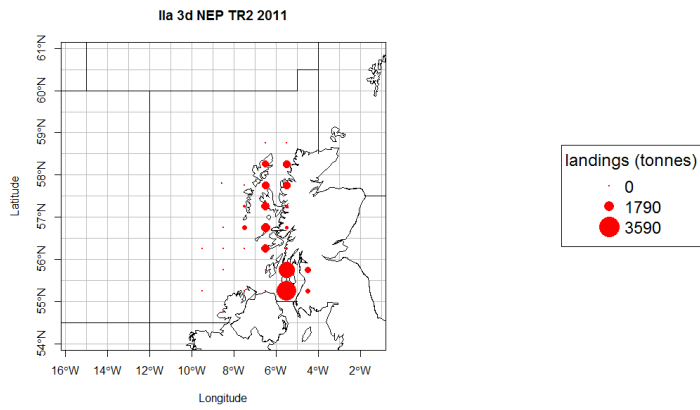 IIa 3d NEP TR2 2011
61°N
60°N
59°N
58°N
57°N
56°N
55°N
54°N
Latitude
16°W 14°W 12°W 10°W 8°W 6°W 4°W 2°W
Longitude
landings (tonnes)
0
1790
3590